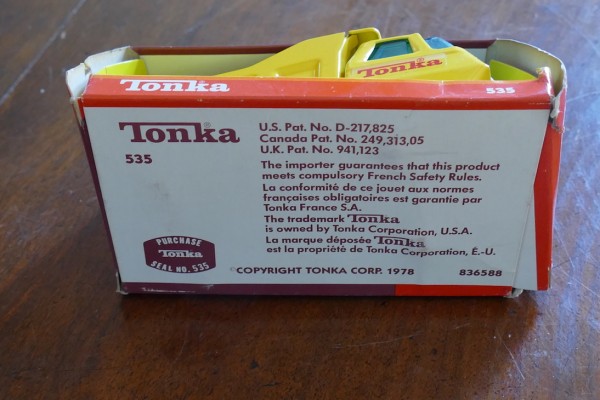 Tonka
Tonka 535
Tonka
535
U.S. Pat. No. D-217,825
Canada Pat. No. 249,313,05
U.K. Pat. No. 941,123
The importer guarantees that this product
meets compulsory French Safety Rules.
La conformité de ce jouet aux normes
françaises obligatoires est garantie par
Tonka France S.A.
The trademark Tonka
is owned by Tonka Corporation, U.S.A.
La marque déposée Tonka
est la propriété de Tonka Corporation, É.-U.
PURCHASE
Tonka
SEAL NO. 535
©COPYRIGHT TONKA CORP. 1978 836588